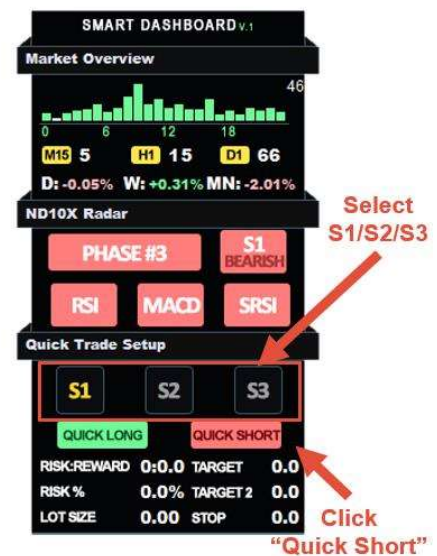 SMART DASHBOARD V.1
Market Overview
46
0 6 12 18
M15 5 H1 15 D1 66
D: -0.05% W: +0.31% MN: -2.01%
ND10X Radar
Select
S1/S2/S3
PHASE #3 S1
BEARISH
RSI MACD SRSI
Quick Trade Setup
S1 S2 S3
QUICK LONG QUICK SHORT
RISK:REWARD 0:0.0 TARGET 0.0
RISK % 0.0% TARGET 2 0.0
LOT SIZE 0.00 STOP 0.0
Click
“Quick Short”